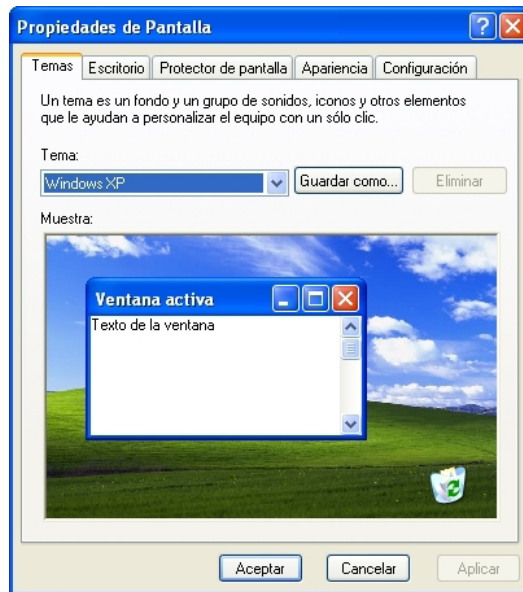 Propiedades de Pantalla
Temas Escritorio Protector de pantalla Apariencia Configuración
Un tema es un fondo y un grupo de sonidos, iconos y otros elementos
que le ayudan a personalizar el equipo con un sólo clic.
Tema:
Windows XP Guardar como... Eliminar
Muestra:
Ventana activa
Texto de la ventana
Aceptar Cancelar Aplicar